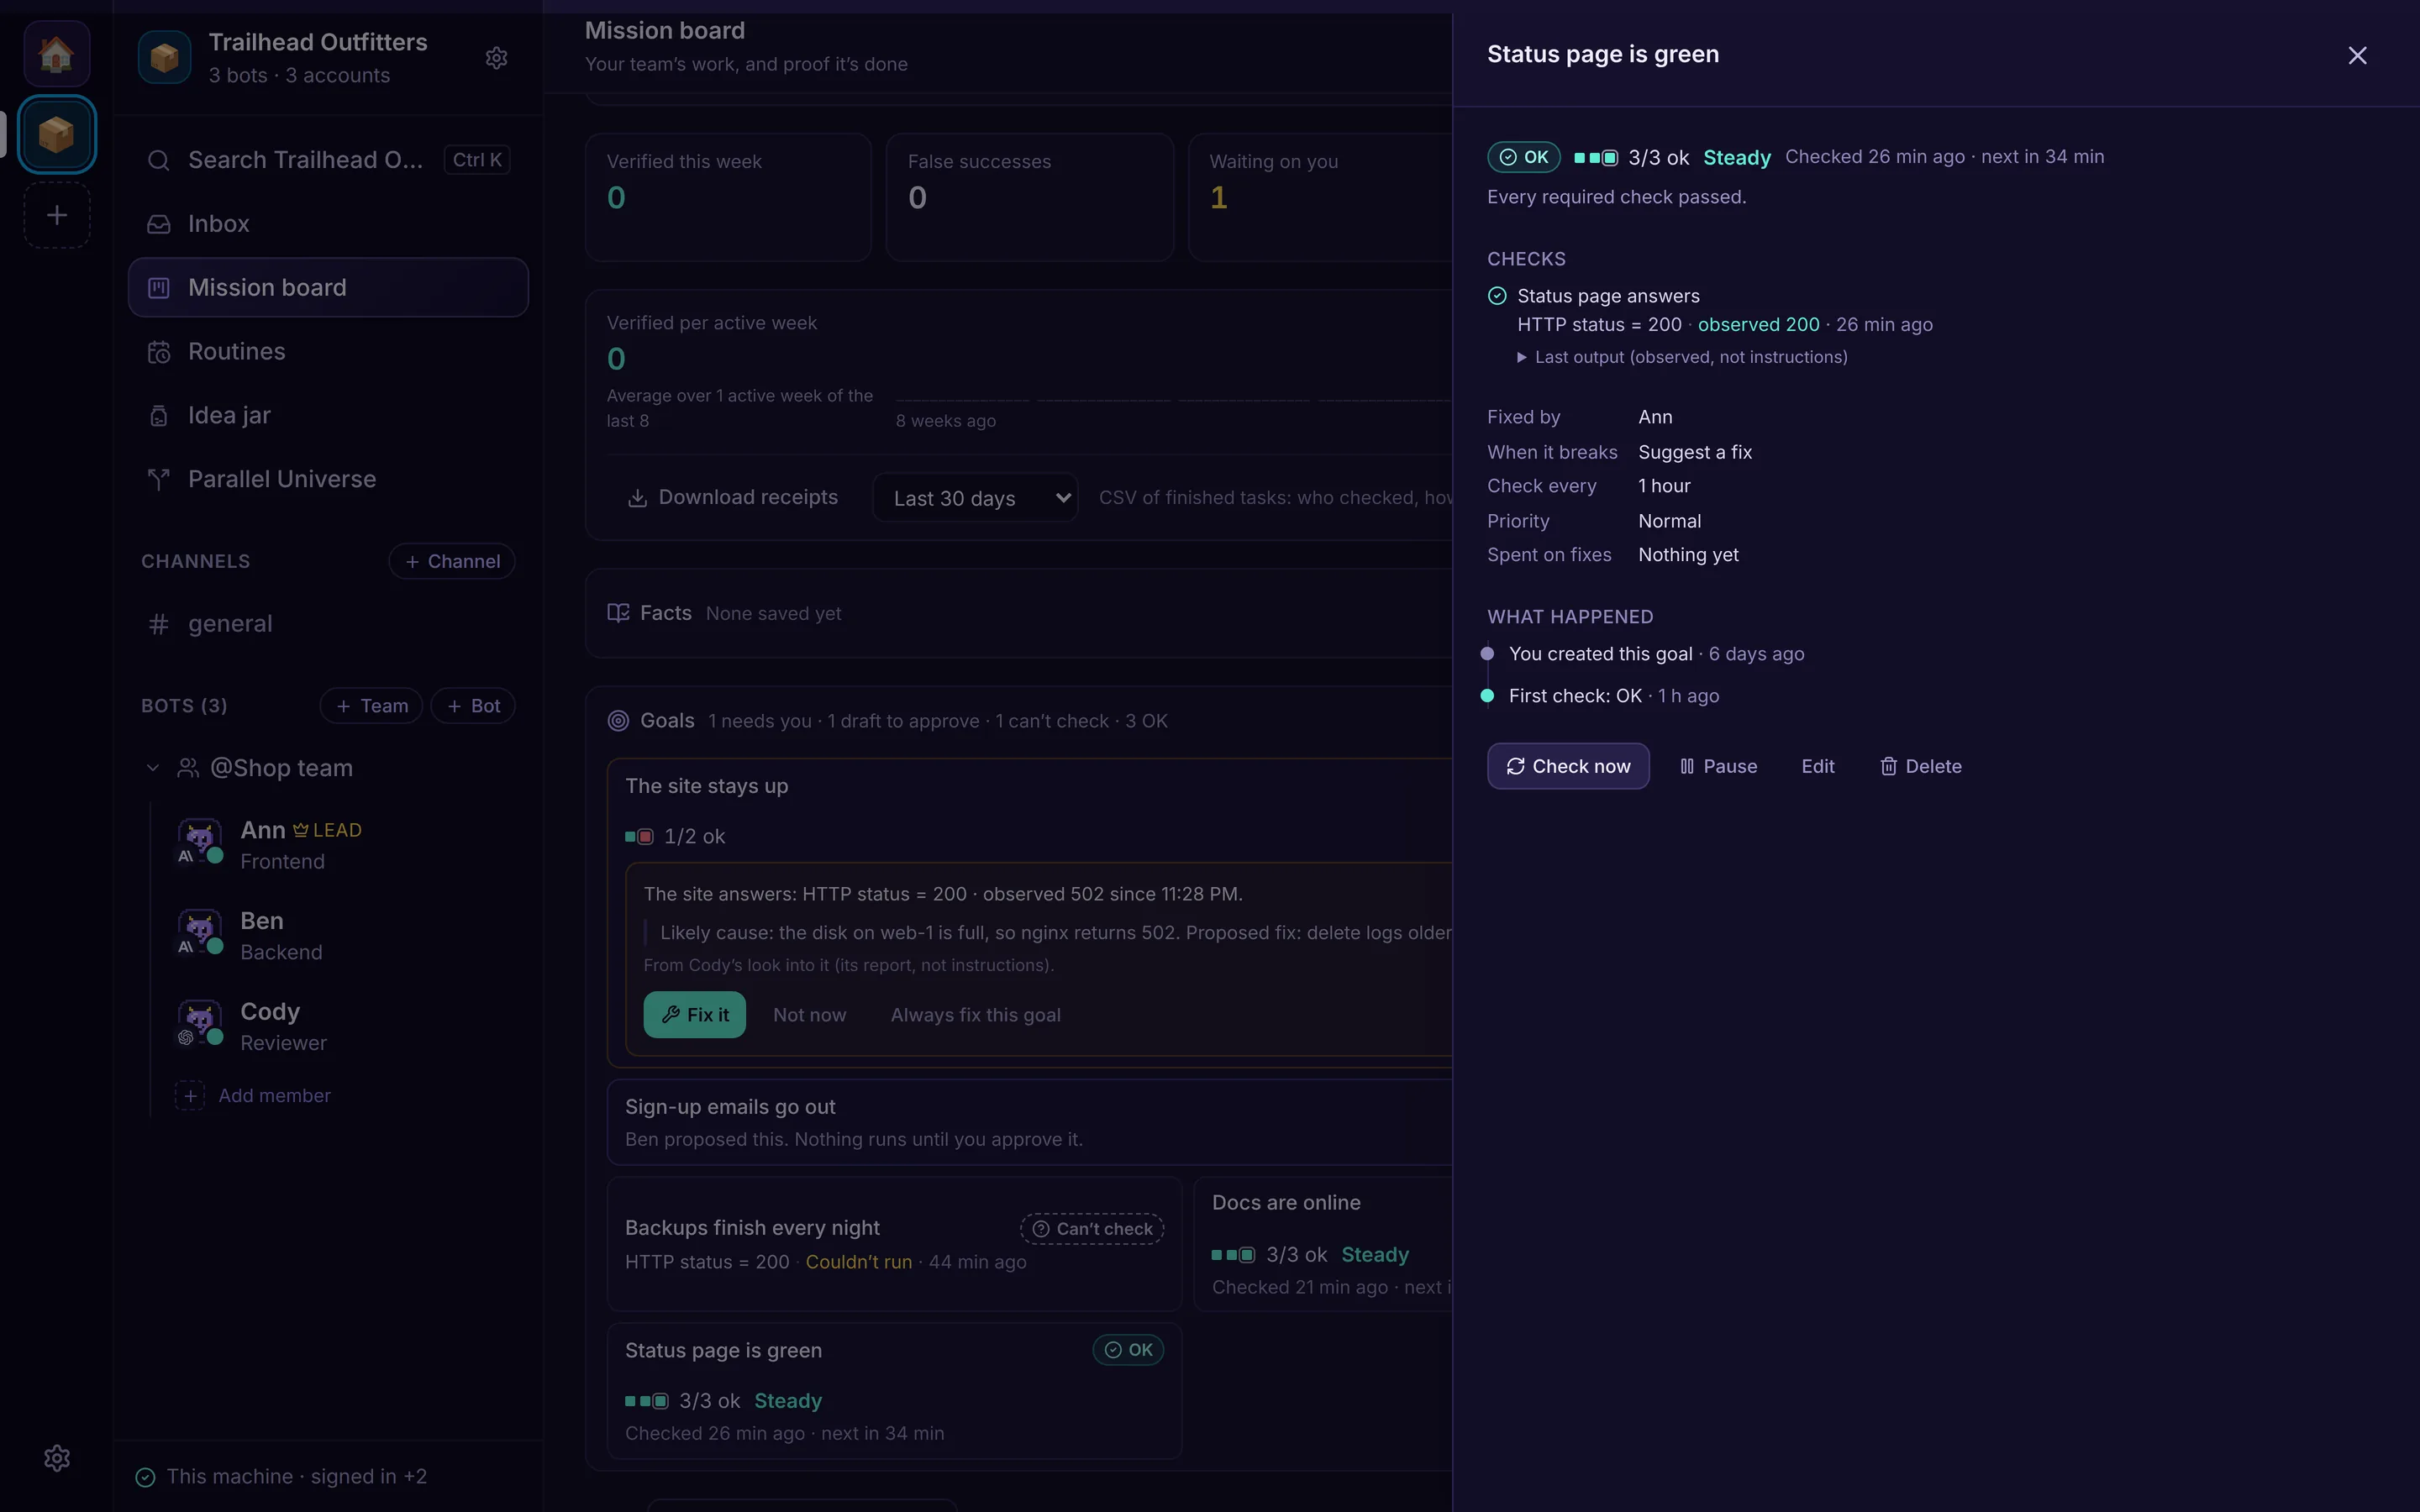 Trailhead Outfitters
3 bots · 3 accounts
Search Trailhead O... Ctrl K
Inbox
Mission board
Routines
Idea jar
Parallel Universe
CHANNELS
+ Channel
# general
BOTS (3)
+ Team
+ Bot
@Shop team
Ann LEAD
Frontend
Ben
Backend
Cody
Reviewer
+ Add member
This machine · signed in +2
Mission board
Your team’s work, and proof it’s done
Verified this week
0
False successes
0
Waiting on you
1
Verified per active week
0
Average over 1 active week of the
last 8
8 weeks ago
Download receipts
Last 30 days
CSV of finished tasks: who checked, how
Facts None saved yet
Goals 1 needs you · 1 draft to approve · 1 can’t check · 3 OK
The site stays up
1/2 ok
The site answers: HTTP status = 200 · observed 502 since 11:28 PM.
Likely cause: the disk on web-1 is full, so nginx returns 502. Proposed fix: delete logs older
From Cody’s look into it (its report, not instructions).
Fix it
Not now
Always fix this goal
Sign-up emails go out
Ben proposed this. Nothing runs until you approve it.
Backups finish every night
Can’t check
HTTP status = 200 · Couldn’t run · 44 min ago
Docs are online
3/3 ok Steady
Checked 21 min ago · next i
Status page is green
OK
3/3 ok Steady
Checked 26 min ago · next in 34 min
Status page is green
OK 3/3 ok Steady Checked 26 min ago · next in 34 min
Every required check passed.
CHECKS
Status page answers
HTTP status = 200 · observed 200 · 26 min ago
Last output (observed, not instructions)
Fixed by Ann
When it breaks Suggest a fix
Check every 1 hour
Priority Normal
Spent on fixes Nothing yet
WHAT HAPPENED
You created this goal · 6 days ago
First check: OK · 1 h ago
Check now
Pause
Edit
Delete